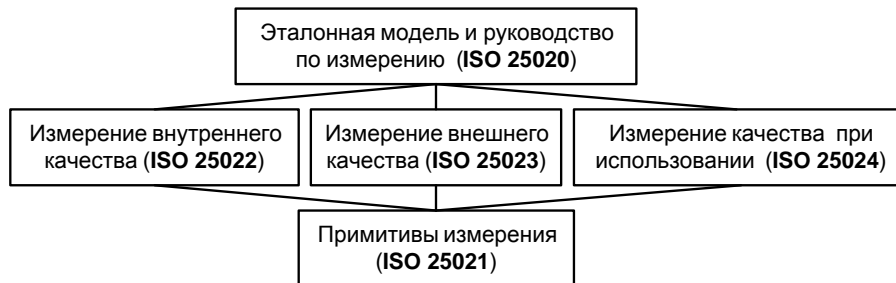 Эталонная модель и руководство
по измерению (ISO 25020)
Измерение внутреннего
качества (ISO 25022)
Измерение внешнего
качества (ISO 25023)
Измерение качества при
использовании (ISO 25024)
Примитивы измерения
(ISO 25021)